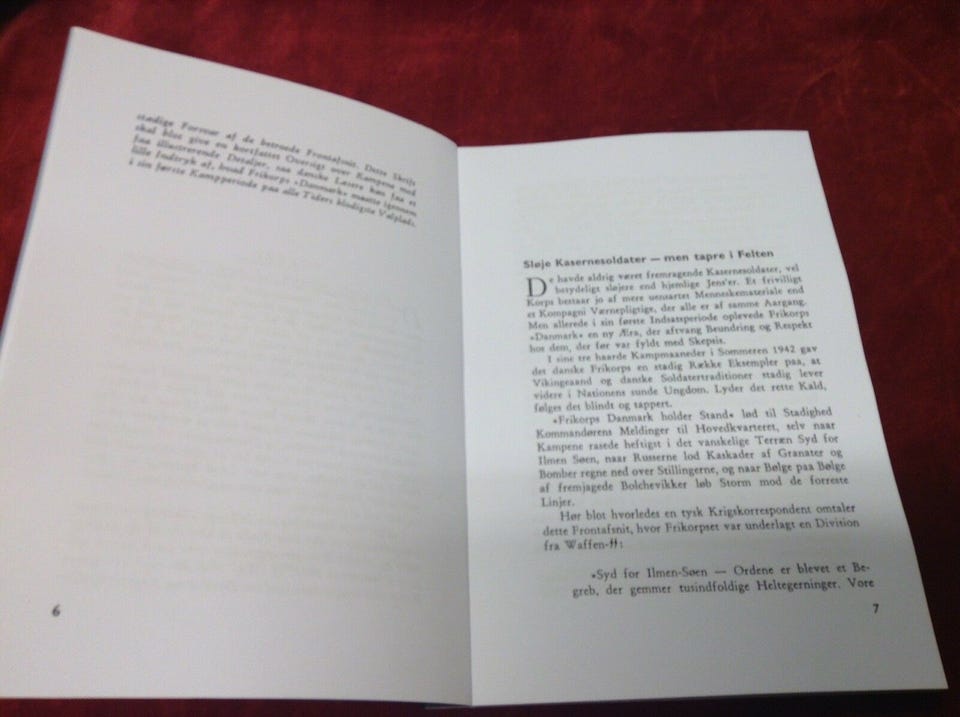 stædige Forsvar af de betroede Frontafsnit. Dette Skrift
skal blot give en kortfattet Oversigt over Kampene med
faa illustrerende Detaljer, saa danske Læsere kan faa et
lille Indtryk af, hvad Frikorps »Danmark« maatte igennem
i sin første Kampperiode paa alle Tiders blodigste Valplads.
6
Sløje Kasernesoldater — men tapre i Felten
De havde aldrig været fremragende Kasernesoldater, vel
betydeligt sløjere end hjemlige Jens'er. Et frivilligt
Korps bestaar jo af mere uensartet Menneskemateriale end
et Kompagni Værnepligtige, der alle er af samme Aargang.
Men allerede i sin første Indsatsperiode oplevede Frikorps
»Danmark« en ny Æra, der aftvang Beundring og Respekt
hos dem, der før var fyldt med Skepsis.
I sine tre haarde Kampmaaneder i Sommeren 1942 gav
det danske Frikorps en stadig Række Eksempler paa, at
Vikingeaand og danske Soldatertraditioner stadig lever
videre i Nationens sunde Ungdom. Lyder det rette Kald,
følges det blindt og tappert.
»Frikorps Danmark holder Stand« lød til Stadighed
Kommandørens Meldinger til Hovedkvarteret, selv naar
Kampene rasede heftigst i det vanskelige Terræn Syd for
Ilmen Søen, naar Russerne lod Kaskader af Granater og
Bomber regne ned over Stillingerne, og naar Bølge paa Bølge
af fremjagede Bolchevikker løb Storm mod de forreste
Linjer.
Hør blot hvorledes en tysk Krigskorrespondent omtaler
dette Frontafsnit, hvor Frikorpset var underlagt en Division
fra Waffen-ᛋᛋ:
»Syd for Ilmen-Søen — Ordene er blevet et Be-
greb, der gemmer tusindfoldige Heltegerninger. Vore
7